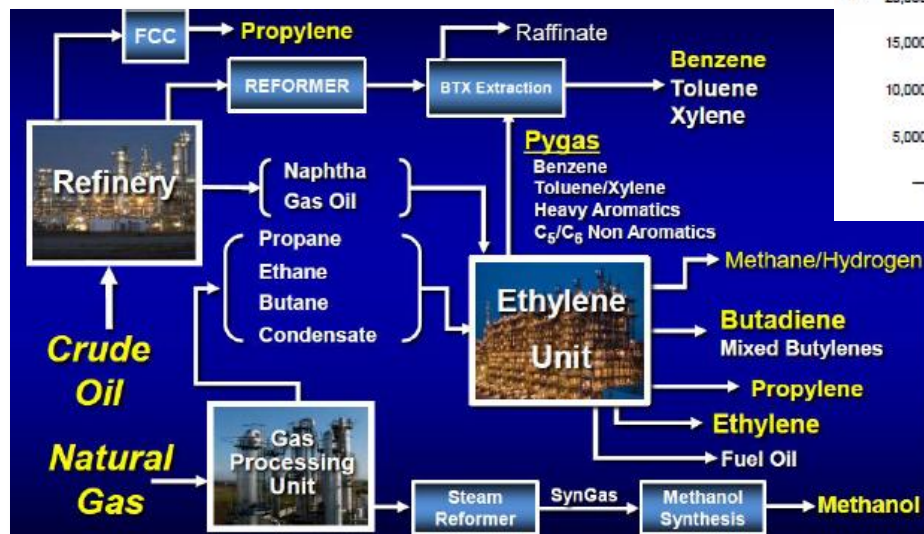 20,000
15,000
10,000
5,000
FCC
Propylene
Raffinate
REFORMER
BTX Extraction
Benzene
Toluene
Xylene
Pygas
Benzene
Toluene/Xylene
Heavy Aromatics
C₅/C₆ Non Aromatics
Refinery
Naphtha
Gas Oil
Propane
Ethane
Butane
Condensate
Ethylene
Unit
Methane/Hydrogen
Butadiene
Mixed Butylenes
Propylene
Ethylene
Fuel Oil
Crude
Oil
Natural
Gas
Gas
Processing
Unit
Steam
Reformer
SynGas
Methanol
Synthesis
Methanol